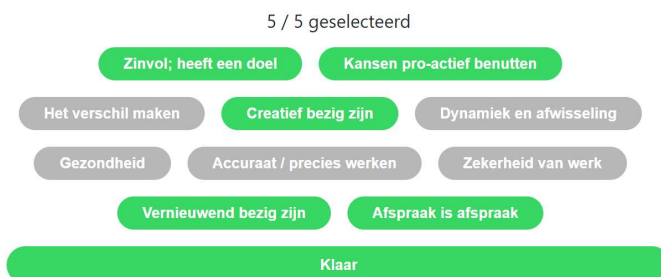 5 / 5 geselecteerd
Zinvol; heeft een doel Kansen pro-actief benutten
Het verschil maken Creatief bezig zijn Dynamiek en afwisseling
Gezondheid Accuraat / precies werken Zekerheid van werk
Vernieuwend bezig zijn Afspraak is afspraak
Klaar